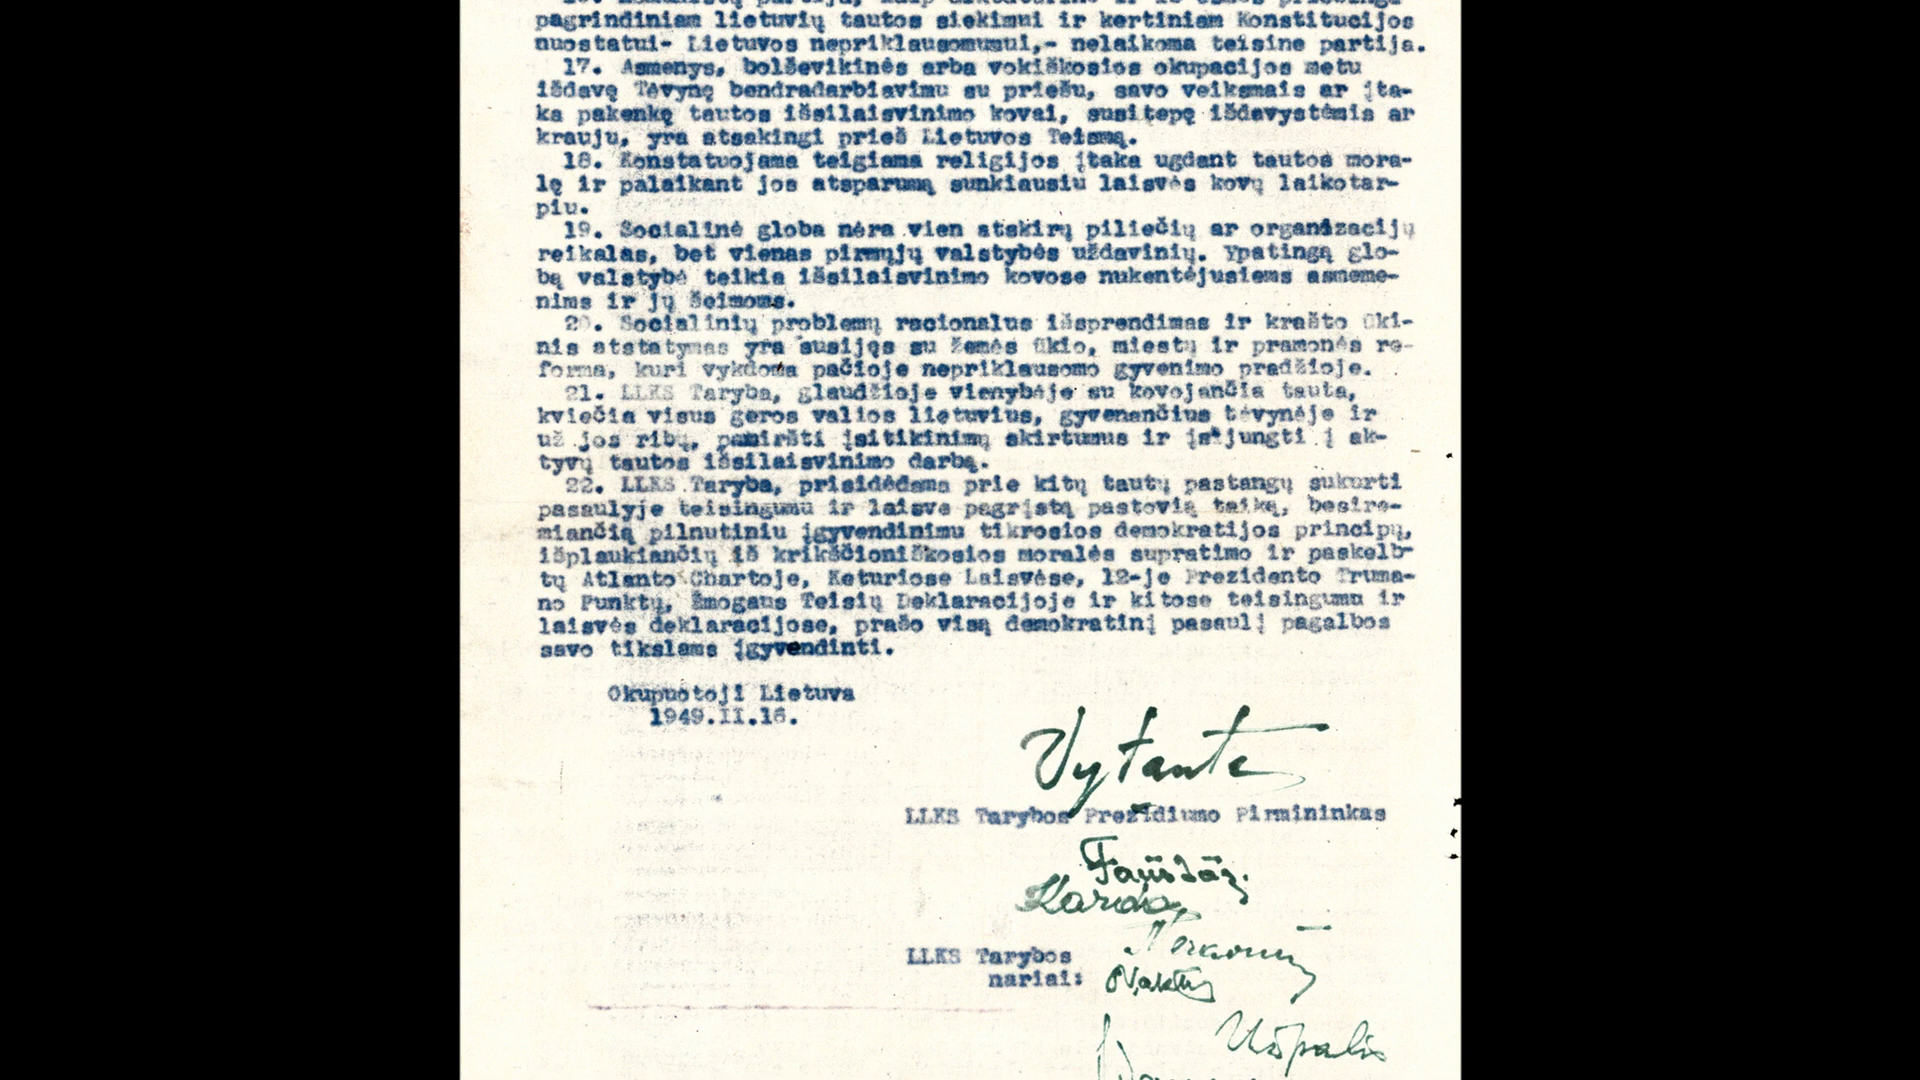 pagrindiniam lietuvių tautos siekimui ir kertiniam Konstitucijos
nuostatui- Lietuvos nepriklausomumui,- nelaikoma teisine partija.
17. Asmenys, bolševikinės arba vokiškosios okupacijos metu
išdavę Tėvynę bendradarbiavimu su priešu, savo veiksmais ar įta-
ka pakenkę tautos išsilaisvinimo kovai, susitepę išdavystėmis ar
krauju, yra atsakingi prieš Lietuvos Teismą.
18. Konstatuojama teigiama religijos įtaka ugdant tautos mora-
lę ir palaikant jos atsparumą sunkiausiu laisvės kovų laikotar-
piu.
19. Socialinė globa nėra vien atskirų piliečių ar organizacijų
reikalas, bet vienas pirmųjų valstybės uždavinių. Ypatingą glo-
bą valstybė teikia išsilaisvinimo kovose nukentėjusiems asmeme-
nims ir jų šeimoms.
20. Socialinių problemų racionalus išsprendimas ir krašto ūki-
nis atstatymas yra susijęs su žemės ūkio, miestų ir pramonės re-
forma, kuri vykdoma pačioje nepriklausomo gyvenimo pradžioje.
21. LLKS Taryba, glaudžioje vienybėje su kovojančia tauta,
kviečia visus geros valios lietuvius, gyvenančius tėvynėje ir
už jos ribų, pamiršti įsitikinimų skirtumus ir įsijungti į ak-
tyvų tautos išsilaisvinimo darbą.
22. LLKS Taryba, prisidėdama prie kitų tautų pastangų sukurti
pasaulyje teisingumu ir laisve pagrįstą pastovią taiką, besire-
miančią pilnutiniu įgyvendinimu tikrosios demokratijos principų,
išplaukiančių iš krikščioniškosios moralės supratimo ir paskelb-
tų Atlanto Chartoje, Keturiose Laisvėse, 12-je Prezidento Truma-
no Punktų, Žmogaus Teisių Deklaracijoje ir kitose teisingumu ir
laisvės deklaracijose, prašo visą demokratinį pasaulį pagalbos
savo tikslams įgyvendinti.
Okupuotoji Lietuva
1949.II.16.
Vytautas
LLKS Tarybos Prezidiumo Pirmininkas
Faustas
Kardas
LLKS Tarybos
nariai:
Naktis
Užpalis